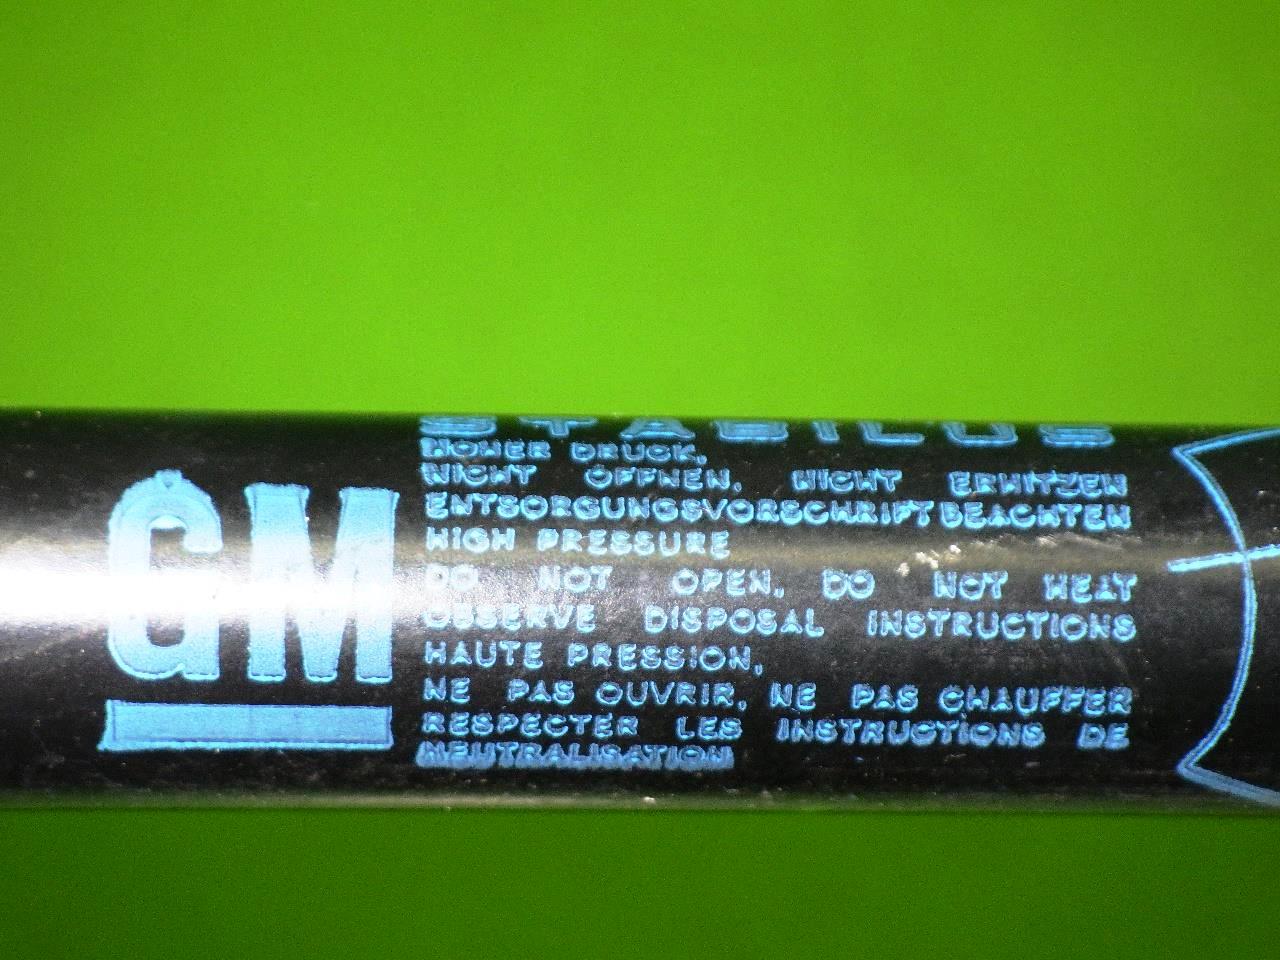 STABILUS
HOHER DRUCK,
NICHT ÖFFNEN, NICHT ERHITZEN
ENTSORGUNGSVORSCHRIFT BEACHTEN
HIGH PRESSURE
DO NOT OPEN, DO NOT HEAT
OBSERVE DISPOSAL INSTRUCTIONS
HAUTE PRESSION,
NE PAS OUVRIR, NE PAS CHAUFFER
RESPECTER LES INSTRUCTIONS DE
NEUTRALISATION
GM